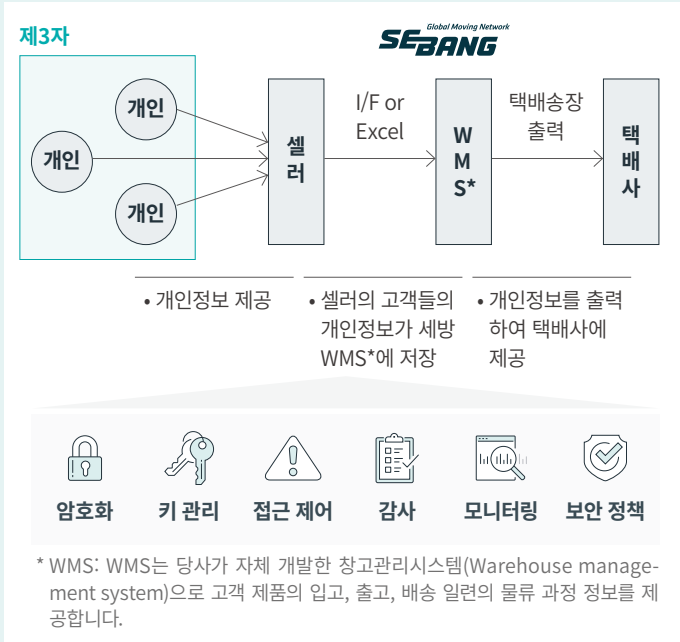 제3자
Global Moving Network
SEBANG
개인
개인
개인
셀
러
I/F or
Excel
W
M
S*
택배송장
출력
택
배
사
• 개인정보 제공
• 셀러의 고객들의
개인정보가 세방
WMS*에 저장
• 개인정보를 출력
하여 택배사에
제공
암호화
키 관리
접근 제어
감사
모니터링
보안 정책
* WMS: WMS는 당사가 자체 개발한 창고관리시스템(Warehouse manage-
ment system)으로 고객 제품의 입고, 출고, 배송 일련의 물류 과정 정보를 제
공합니다.